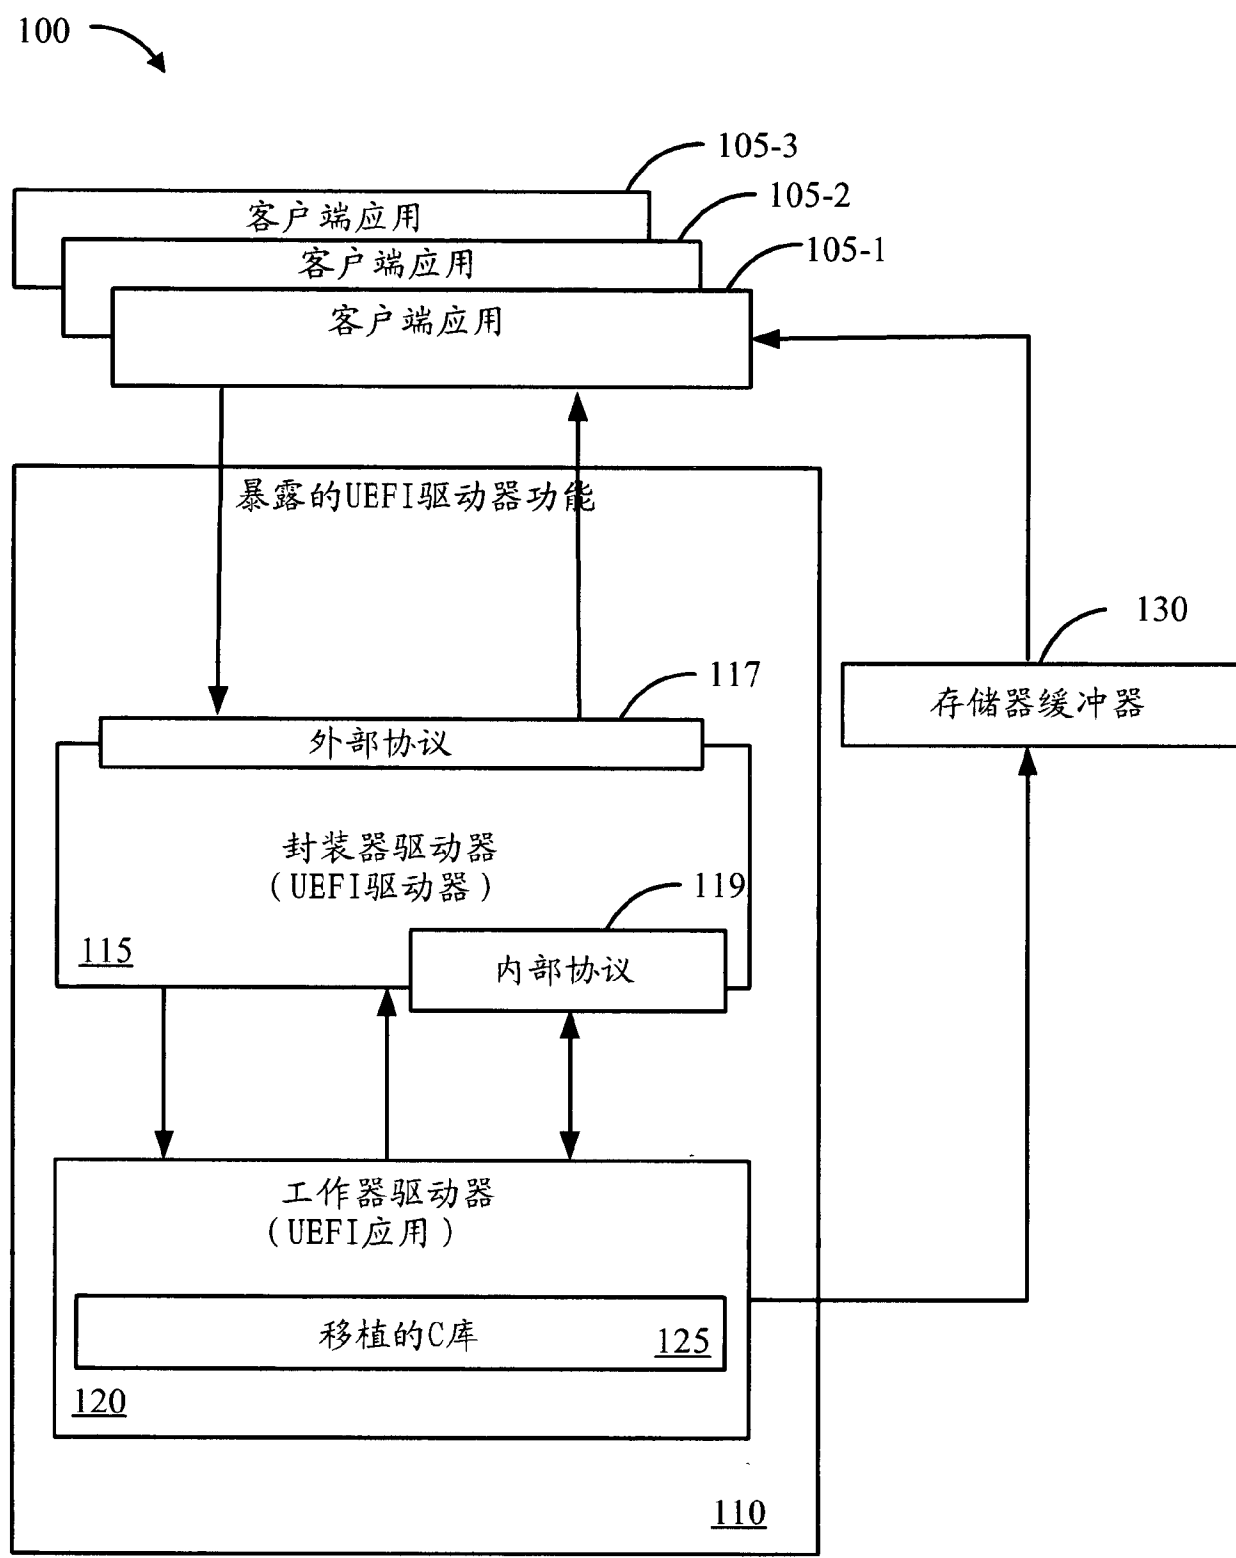 100
105-3
客户端应用
105-2
客户端应用
105-1
客户端应用
暴露的UEFI驱动器功能
130
存储器缓冲器
117
外部协议
封装器驱动器
(UEFI驱动器)
119
115
内部协议
工作器驱动器
(UEFI应用)
移植的C库
125
120
110